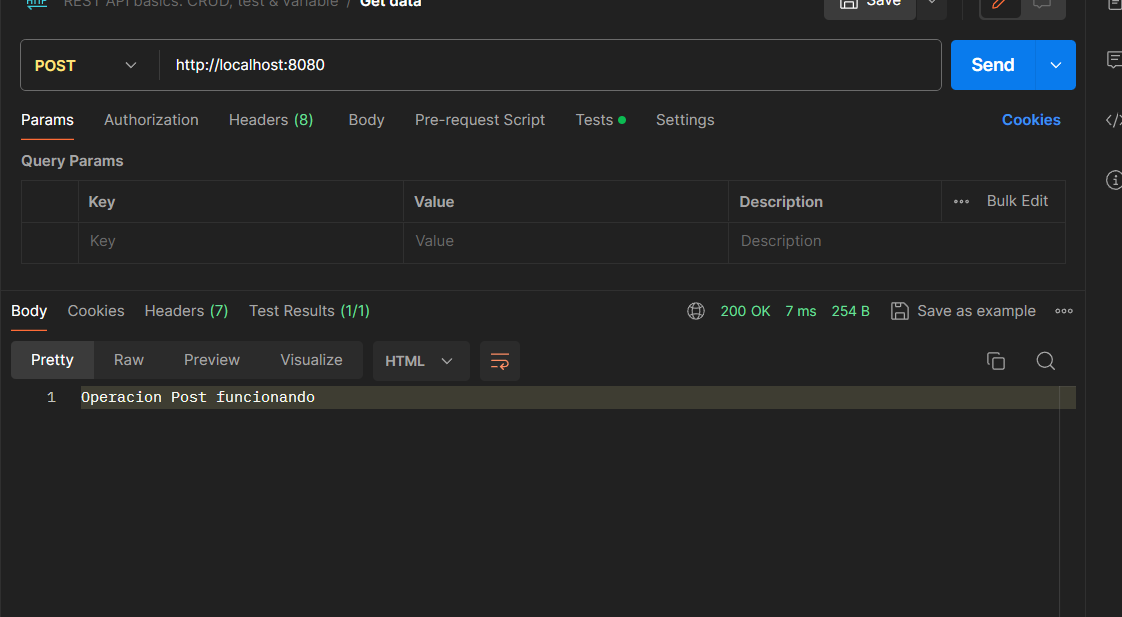 HTTP REST API basics: CRUD, test & variable / Get data Save
POST http://localhost:8080 Send
Params Authorization Headers (8) Body Pre-request Script Tests Settings Cookies
Query Params
Key Value Description ••• Bulk Edit
Key Value Description
Body Cookies Headers (7) Test Results (1/1) 200 OK 7 ms 254 B Save as example
Pretty Raw Preview Visualize HTML
1 Operacion Post funcionando